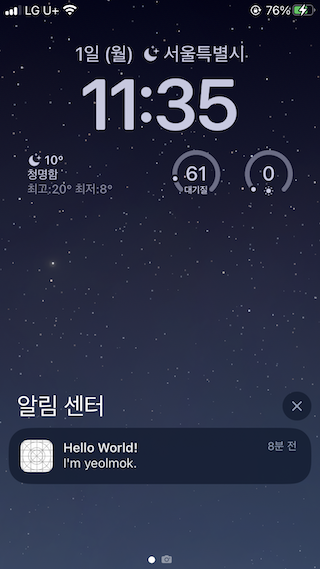 LG U+ 76%
1일 (월) 서울특별시
11:35
10°
청명함
최고:20° 최저:8°
61
대기질
0
알림 센터
Hello World! 8분 전
I'm yeolmok.